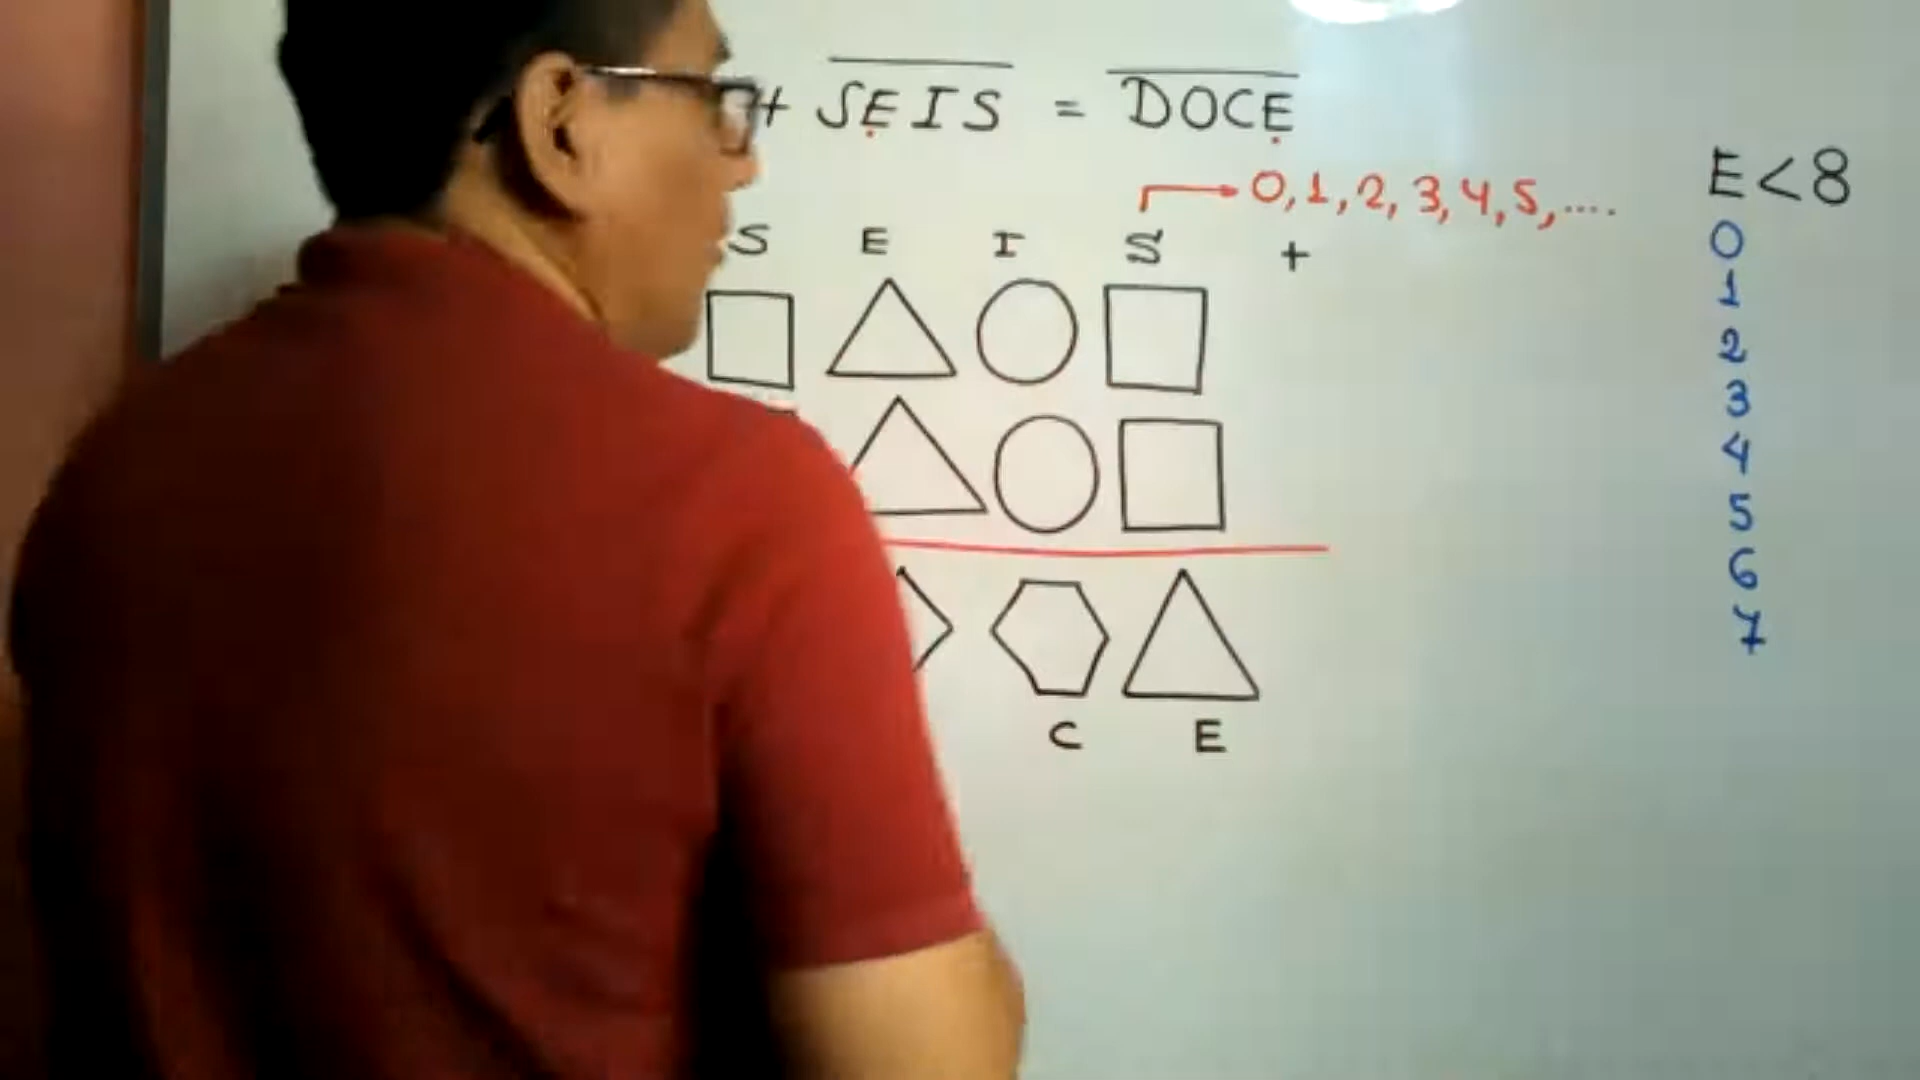 + SEIS = DOCE
0, 1, 2, 3, 4, 5, ....
E < 8
S E I S +
0
1
2
3
4
5
6
7
C E